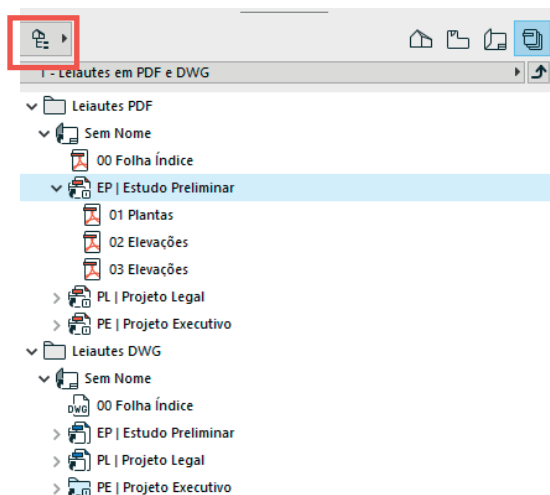 1 - Leiautes em PDF e DWG
Leiautes PDF
Sem Nome
00 Folha Índice
EP | Estudo Preliminar
01 Plantas
02 Elevações
03 Elevações
PL | Projeto Legal
PE | Projeto Executivo
Leiautes DWG
Sem Nome
DWG 00 Folha Índice
EP | Estudo Preliminar
PL | Projeto Legal
PE | Projeto Executivo